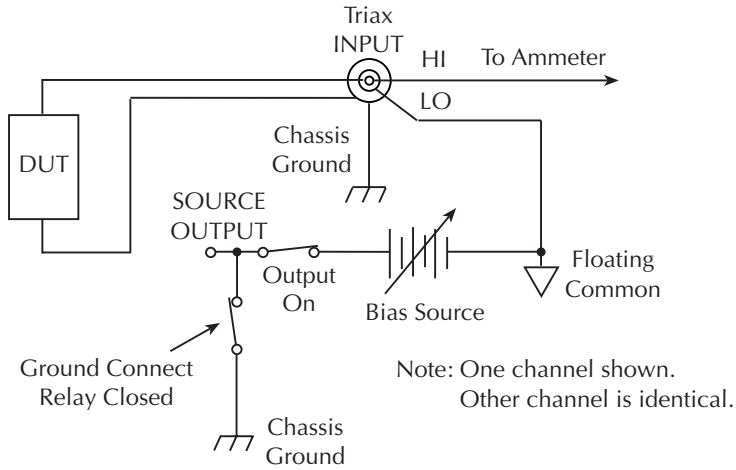 Triax
INPUT
HI
To Ammeter
LO
Chassis
Ground
DUT
SOURCE
OUTPUT
Output
On
Bias Source
Floating
Common
Ground Connect
Relay Closed
Note: One channel shown.
Other channel is identical.
Chassis
Ground